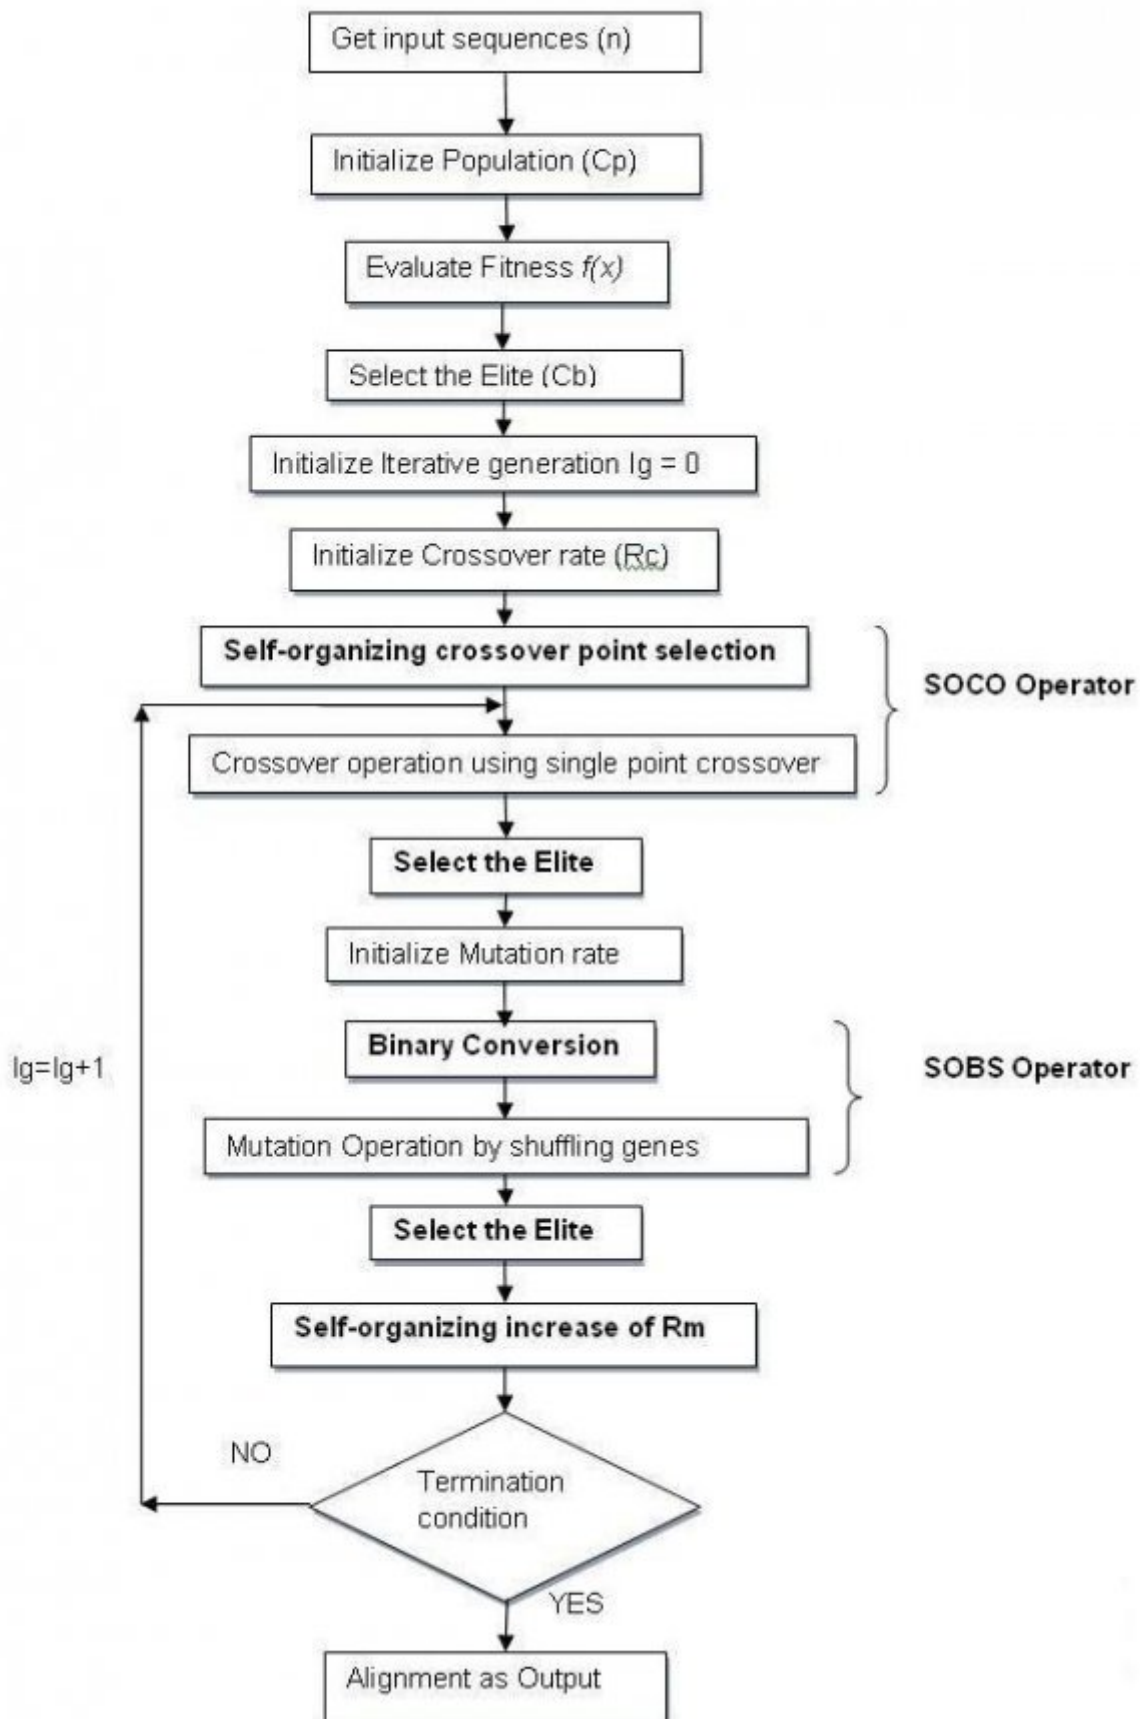 Get input sequences (n)
Initialize Population (Cp)
Evaluate Fitness f(x)
Select the Elite (Cb)
Initialize Iterative generation Ig = 0
Initialize Crossover rate (Rc)
Self-organizing crossover point selection
SOCO Operator
Crossover operation using single point crossover
Select the Elite
Initialize Mutation rate
Binary Conversion
Ig=Ig+1
SOBS Operator
Mutation Operation by shuffling genes
Select the Elite
Self-organizing increase of Rm
NO
Termination
condition
YES
Alignment as Output